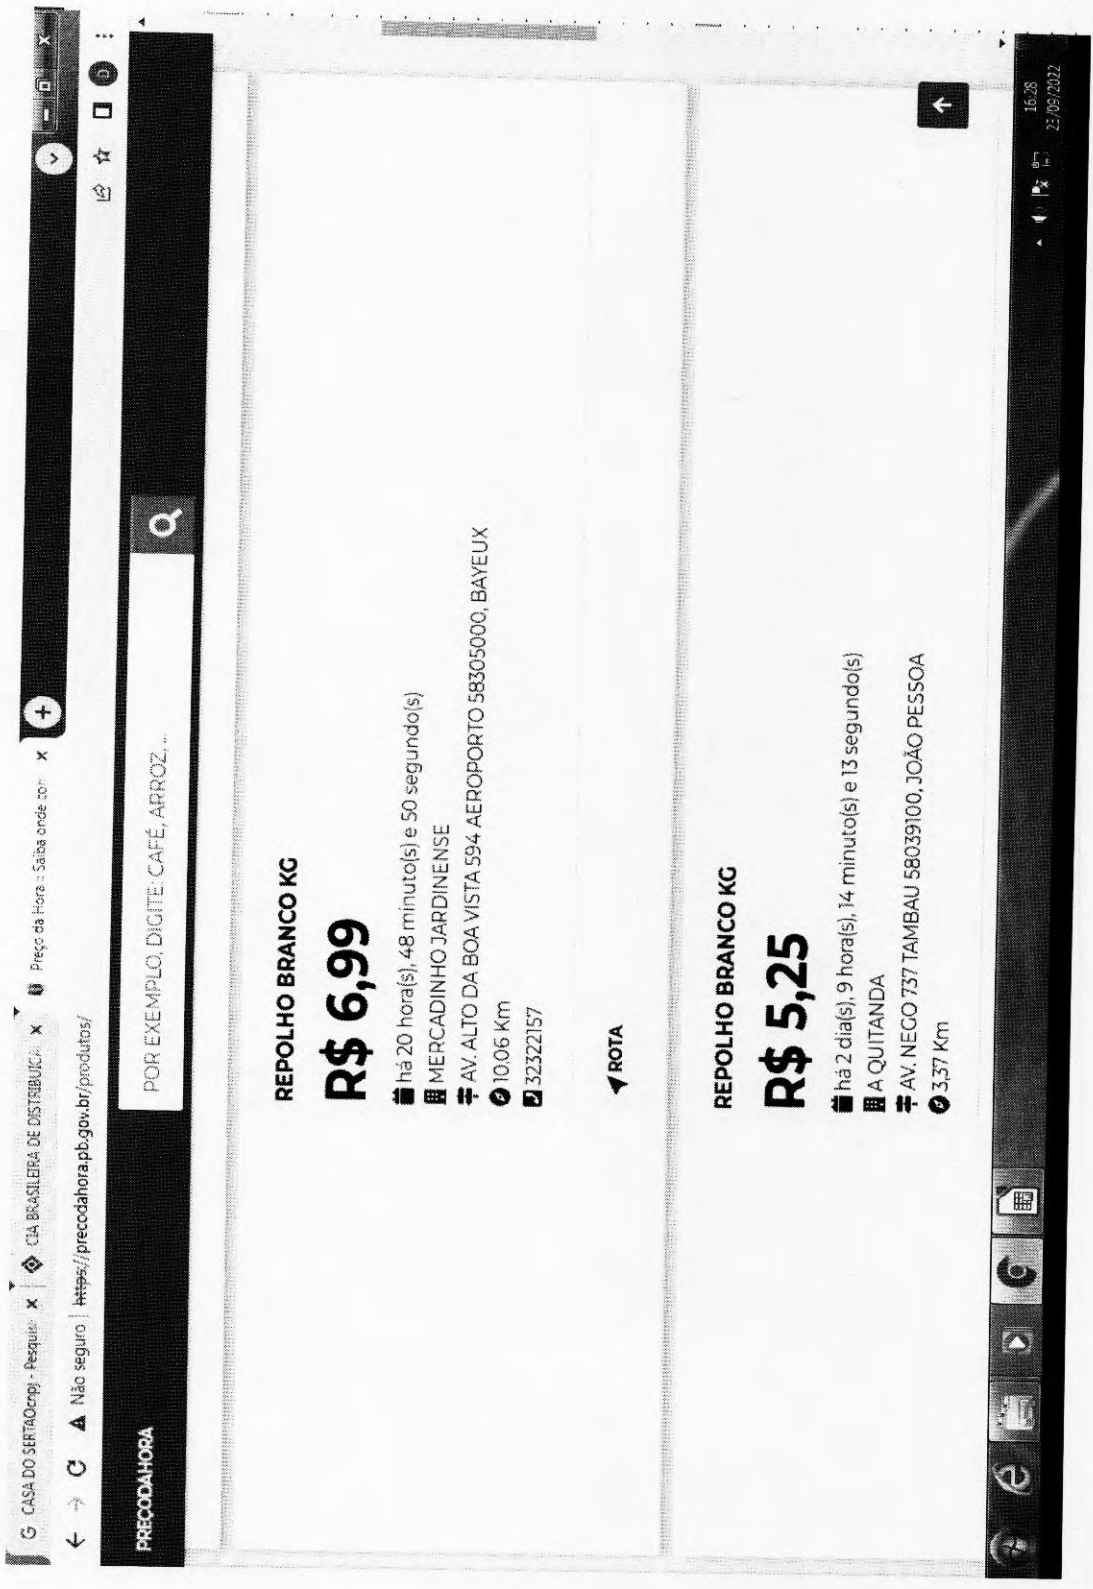 CASA DO SERTAOcnpj - Pesquis
CIA BRASILEIRA DE DISTRIBUICA
Preço da Hora :: Saiba onde com
Não seguro | https://precodahora.pb.gov.br/produtos/
PRECODAHORA
POR EXEMPLO, DIGITE: CAFÉ, ARROZ, ...
REPOLHO BRANCO KG
R$ 6,99
há 20 hora(s), 48 minuto(s) e 50 segundo(s)
MERCADINHO JARDINENSE
AV. ALTO DA BOA VISTA 594 AEROPORTO 58305000, BAYEUX
10.06 Km
32322157
ROTA
REPOLHO BRANCO KG
R$ 5,25
há 2 dia(s), 9 hora(s), 14 minuto(s) e 13 segundo(s)
A QUITANDA
AV. NEGO 737 TAMBAU 58039100, JOÃO PESSOA
3,37 Km
16:28
23/09/2022